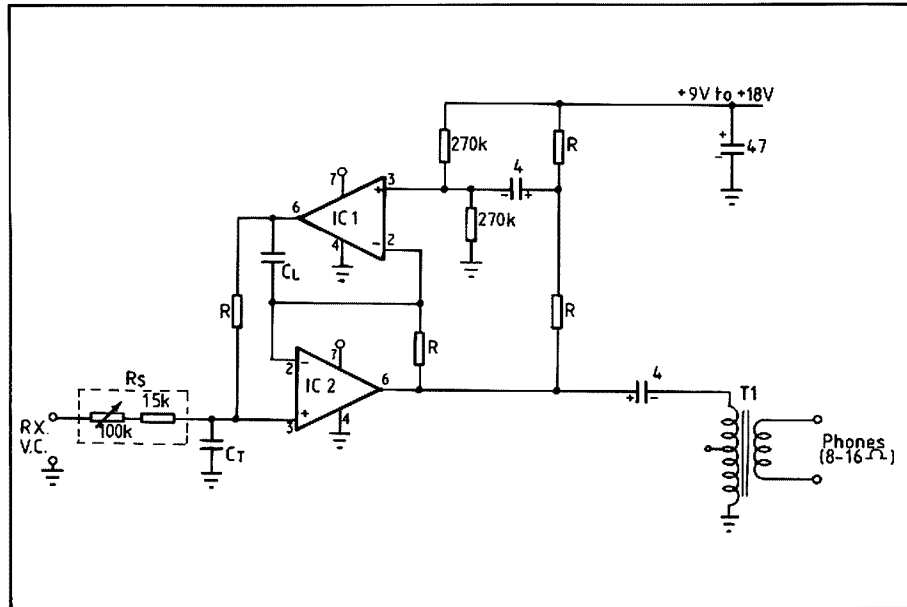 +9V to +18V
270k
R
+
-
47
4
- +
7
3
+
6
IC 1
270k
4
-
2
CL
R
R
R
7
2
-
6
IC 2
4
+ -
T1
Rs
15k
RX.
V.C.
100k
+
3
4
CT
Phones
(8-16Ω)